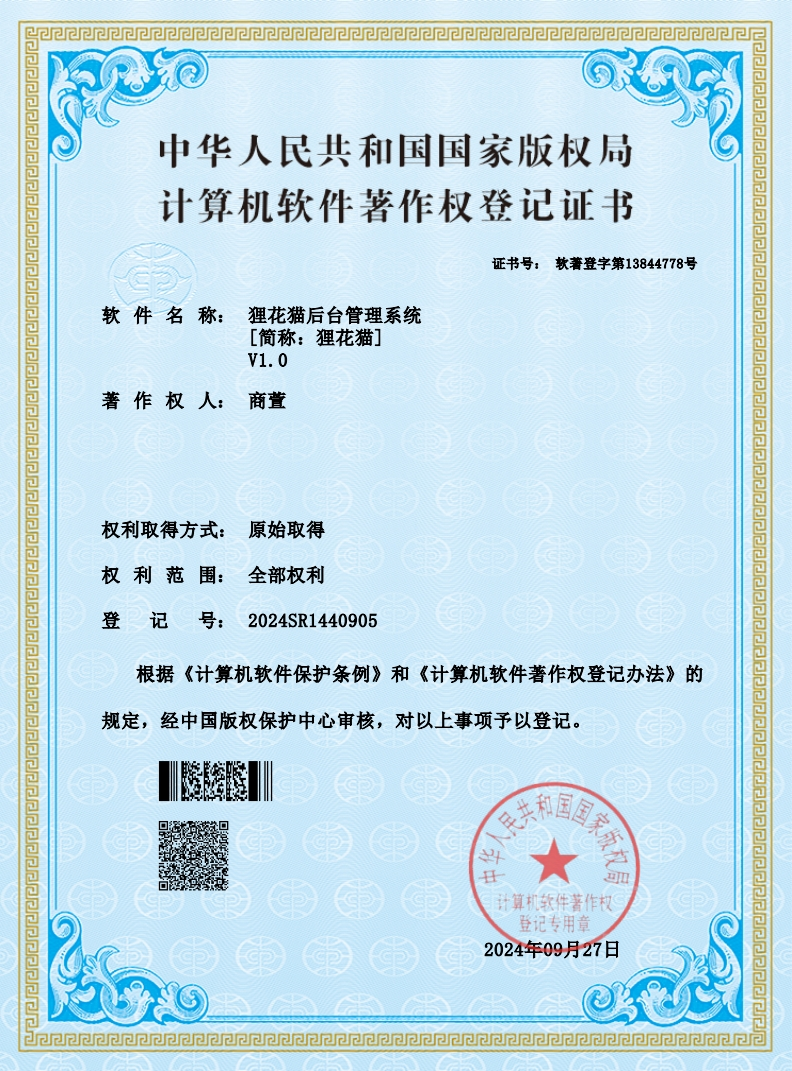 中华人民共和国国家版权局
计算机软件著作权登记证书
证书号： 软著登字第13844778号
软件名称： 狸花猫后台管理系统
[简称：狸花猫]
V1.0
著作权人： 商萱
权利取得方式： 原始取得
权利范围： 全部权利
登记号： 2024SR1440905
根据《计算机软件保护条例》和《计算机软件著作权登记办法》的
规定，经中国版权保护中心审核，对以上事项予以登记。
中华人民共和国国家版权局
计算机软件著作权
登记专用章
2024年09月27日